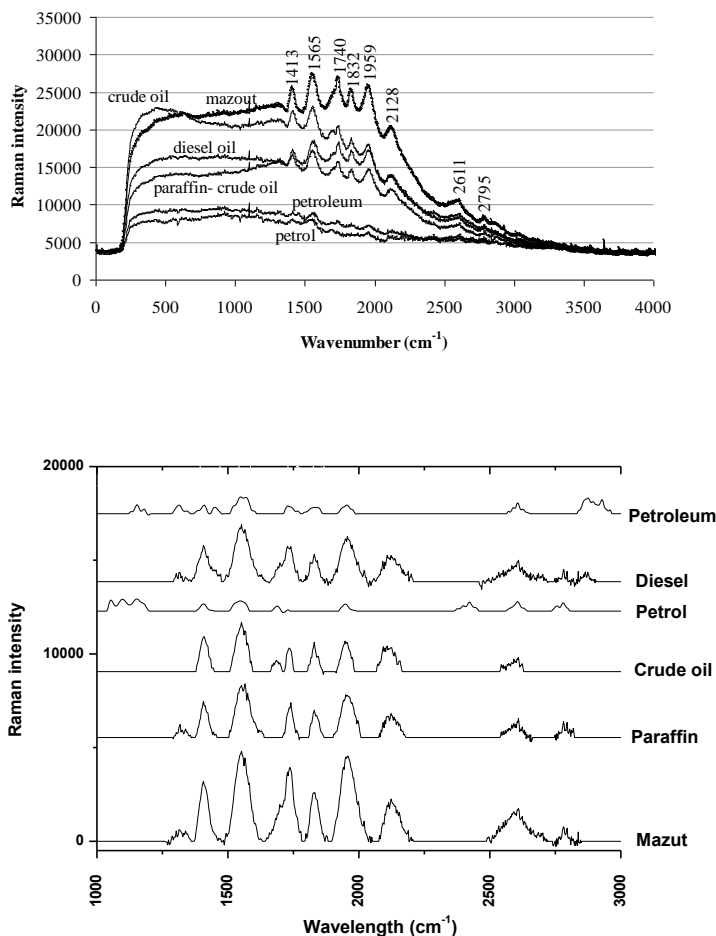 35000
30000
25000
20000
15000
10000
5000
0
Raman intensity
1413
1565
1740
1832
1959
2128
2611
2795
crude oil
mazout
diesel oil
paraffin- crude oil
petroleum
petrol
0 500 1000 1500 2000 2500 3000 3500 4000
Wavenumber (cm-1)
20000
10000
0
Raman intensity
Petroleum
Diesel
Petrol
Crude oil
Paraffin
Mazut
1000 1500 2000 2500 3000
Wavelength (cm-1)